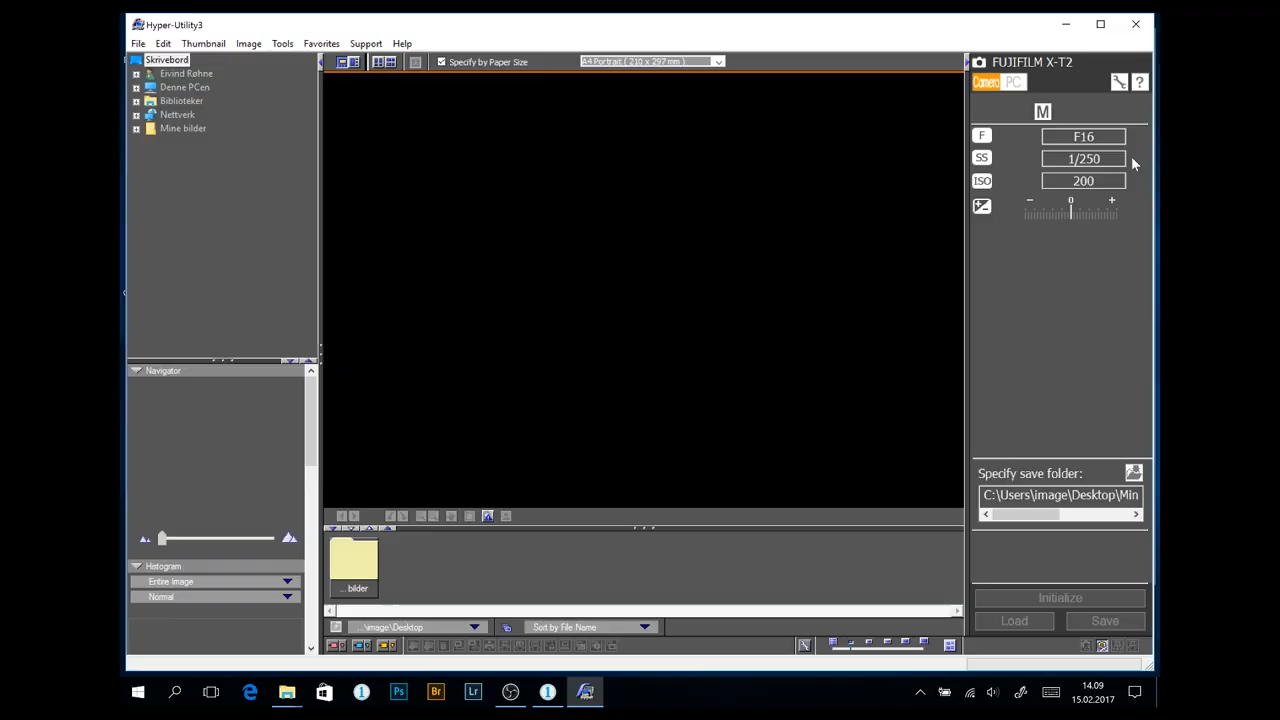 Hyper-Utility3
File Edit Thumbnail Image Tools Favorites Support Help
Skrivebord
Eivind Røhne
Denne PCen
Biblioteker
Nettverk
Mine bilder
Specify by Paper Size
A4 Portrait ( 210 x 297 mm )
FUJIFILM X-T2
Camera PC
?
M
F F16
SS 1/250
ISO 200
− 0 +
Navigator
Histogram
Entire Image
Normal
Specify save folder:
C:\Users\image\Desktop\Min
Initialize
Load Save
... bilder
...\image\Desktop
Sort by File Name
Ps Br Lr
14.09
15.02.2017